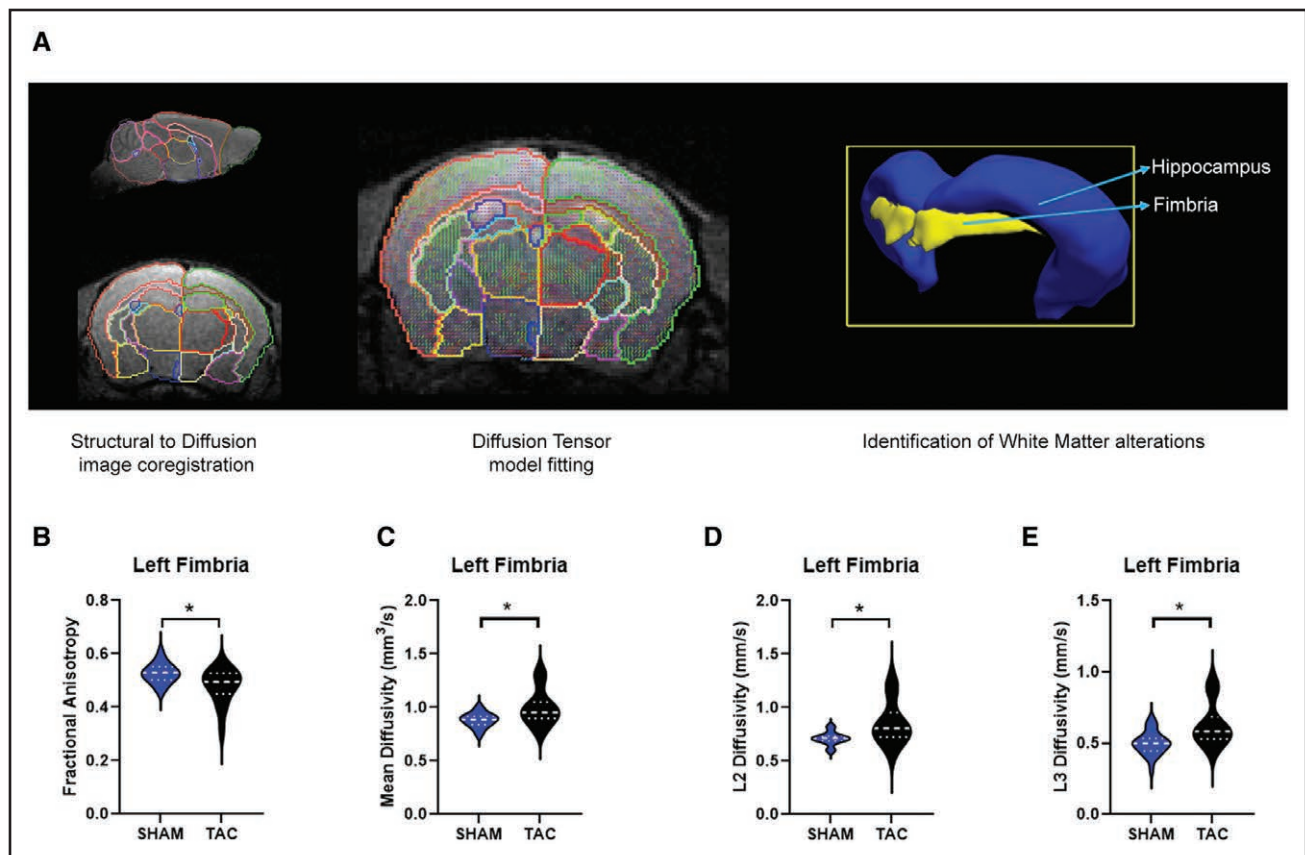 A
Hippocampus
Fimbria
Structural to Diffusion
image coregistration
Diffusion Tensor
model fitting
Identification of White Matter alterations
B
Left Fimbria
Fractional Anisotropy
0.8
0.6
0.4
0.2
0.0
*
SHAM
TAC
C
Left Fimbria
Mean Diffusivity (mm³/s)
2.0
1.5
1.0
0.5
0.0
*
SHAM
TAC
D
Left Fimbria
L2 Diffusivity (mm/s)
2.0
1.5
1.0
0.5
0.0
*
SHAM
TAC
E
Left Fimbria
L3 Diffusivity (mm/s)
1.5
1.0
0.5
0.0
*
SHAM
TAC